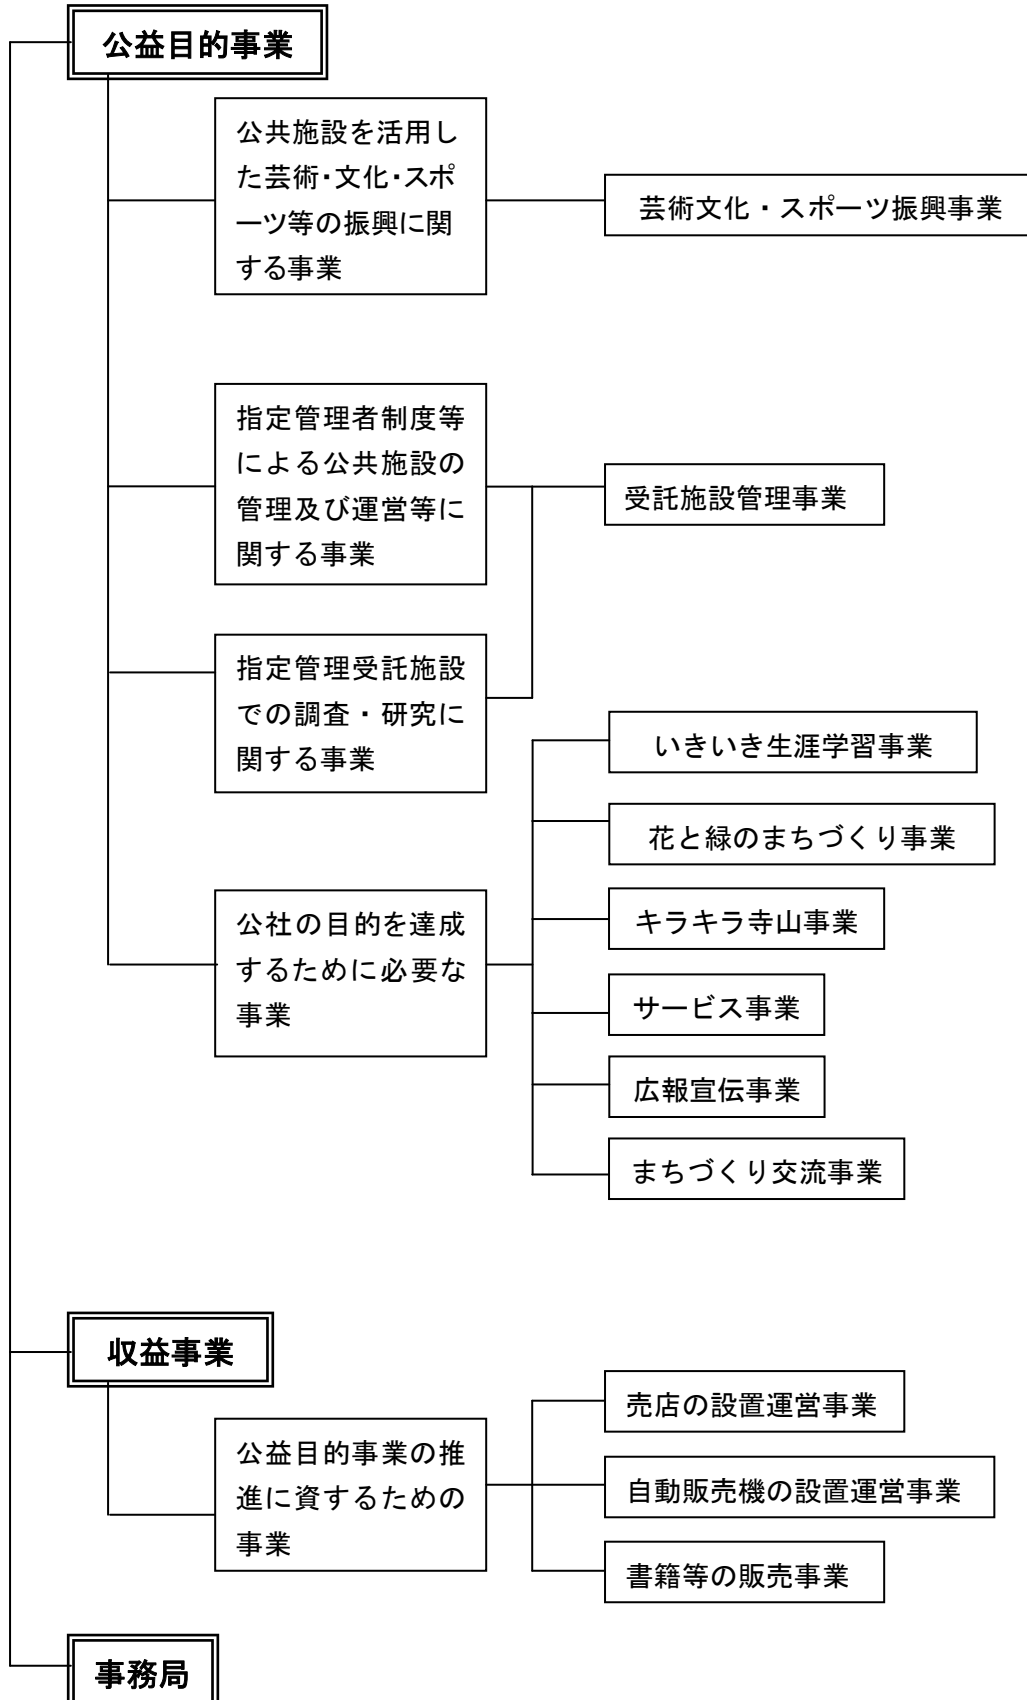 公益目的事業
公共施設を活用し
た芸術・文化・スポ
ーツ等の振興に関
する事業
芸術文化・スポーツ振興事業
指定管理者制度等
による公共施設の
管理及び運営等に
関する事業
受託施設管理事業
指定管理受託施設
での調査・研究に
関する事業
公社の目的を達成
するために必要な
事業
いきいき生涯学習事業
花と緑のまちづくり事業
キラキラ寺山事業
サービス事業
広報宣伝事業
まちづくり交流事業
収益事業
公益目的事業の推
進に資するための
事業
売店の設置運営事業
自動販売機の設置運営事業
書籍等の販売事業
事務局